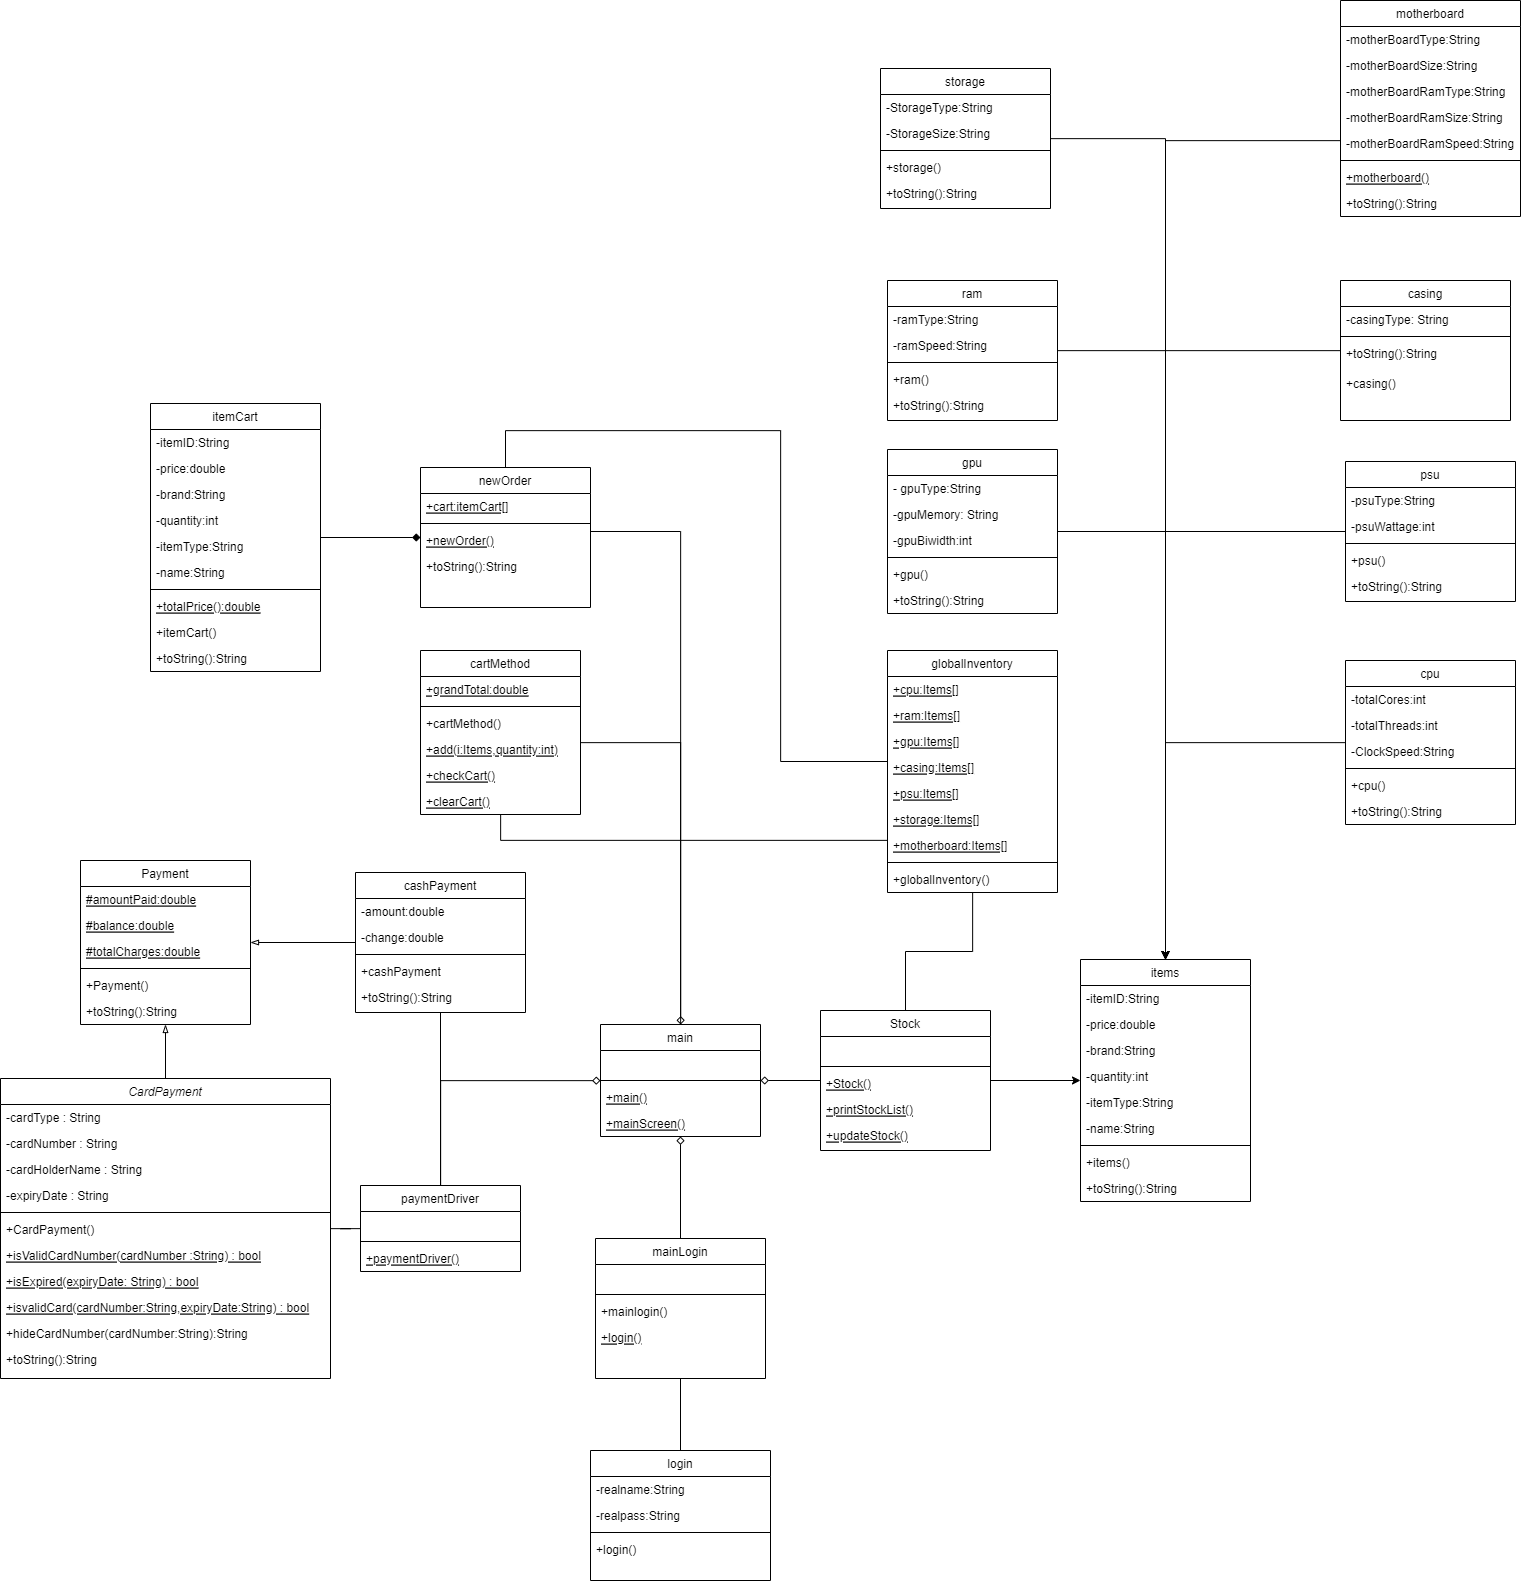 motherboard
-motherBoardType:String
-motherBoardSize:String
-motherBoardRamType:String
-motherBoardRamSize:String
-motherBoardRamSpeed:String
+motherboard()
+toString():String
storage
-StorageType:String
-StorageSize:String
+storage()
+toString():String
ram
-ramType:String
-ramSpeed:String
+ram()
+toString():String
casing
-casingType: String
+toString():String
+casing()
itemCart
-itemID:String
-price:double
-brand:String
-quantity:int
-itemType:String
-name:String
+totalPrice():double
+itemCart()
+toString():String
newOrder
+cart:itemCart[]
+newOrder()
+toString():String
gpu
- gpuType:String
-gpuMemory: String
-gpuBiwidth:int
+gpu()
+toString():String
psu
-psuType:String
-psuWattage:int
+psu()
+toString():String
cartMethod
+grandTotal:double
+cartMethod()
+add(i:Items,quantity:int)
+checkCart()
+clearCart()
globalInventory
+cpu:Items[]
+ram:Items[]
+gpu:Items[]
+casing:Items[]
+psu:Items[]
+storage:Items[]
+motherboard:Items[]
+globalInventory()
cpu
-totalCores:int
-totalThreads:int
-ClockSpeed:String
+cpu()
+toString():String
Payment
#amountPaid:double
#balance:double
#totalCharges:double
+Payment()
+toString():String
cashPayment
-amount:double
-change:double
+cashPayment
+toString():String
main
+main()
+mainScreen()
Stock
+Stock()
+printStockList()
+updateStock()
items
-itemID:String
-price:double
-brand:String
-quantity:int
-itemType:String
-name:String
+items()
+toString():String
CardPayment
-cardType : String
-cardNumber : String
-cardHolderName : String
-expiryDate : String
+CardPayment()
+isValidCardNumber(cardNumber :String) : bool
+isExpired(expiryDate: String) : bool
+isvalidCard(cardNumber:String,expiryDate:String) : bool
+hideCardNumber(cardNumber:String):String
+toString():String
paymentDriver
+paymentDriver()
mainLogin
+mainlogin()
+login()
login
-realname:String
-realpass:String
+login()